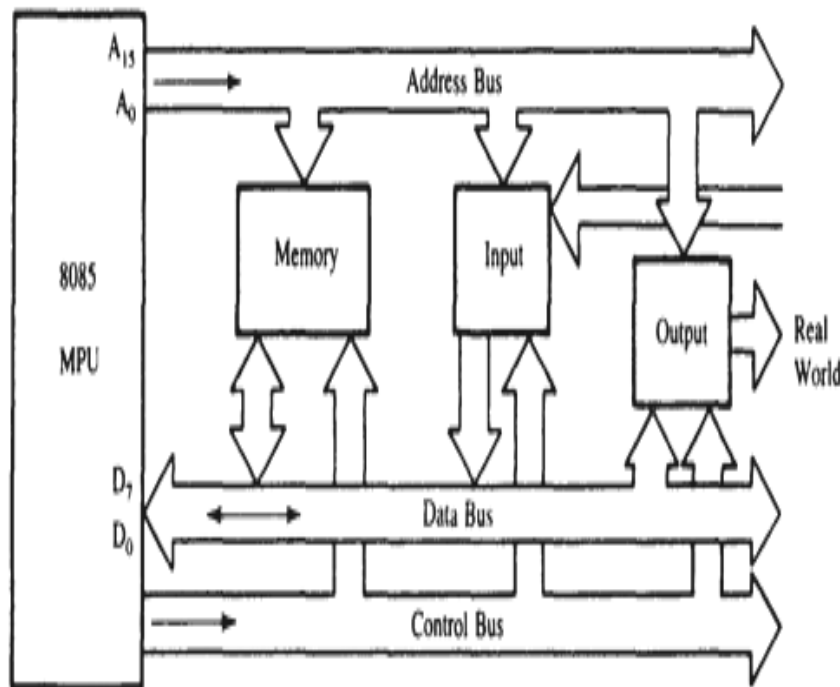 A15
Address Bus
A0
8085
MPU
Memory
Input
Output
Real
World
D7
D0
Data Bus
Control Bus